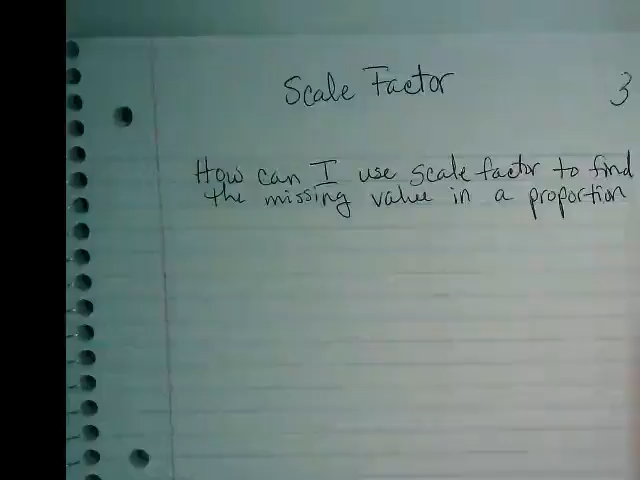 Scale Factor 3
How can I use scale factor to find
the missing value in a proportion